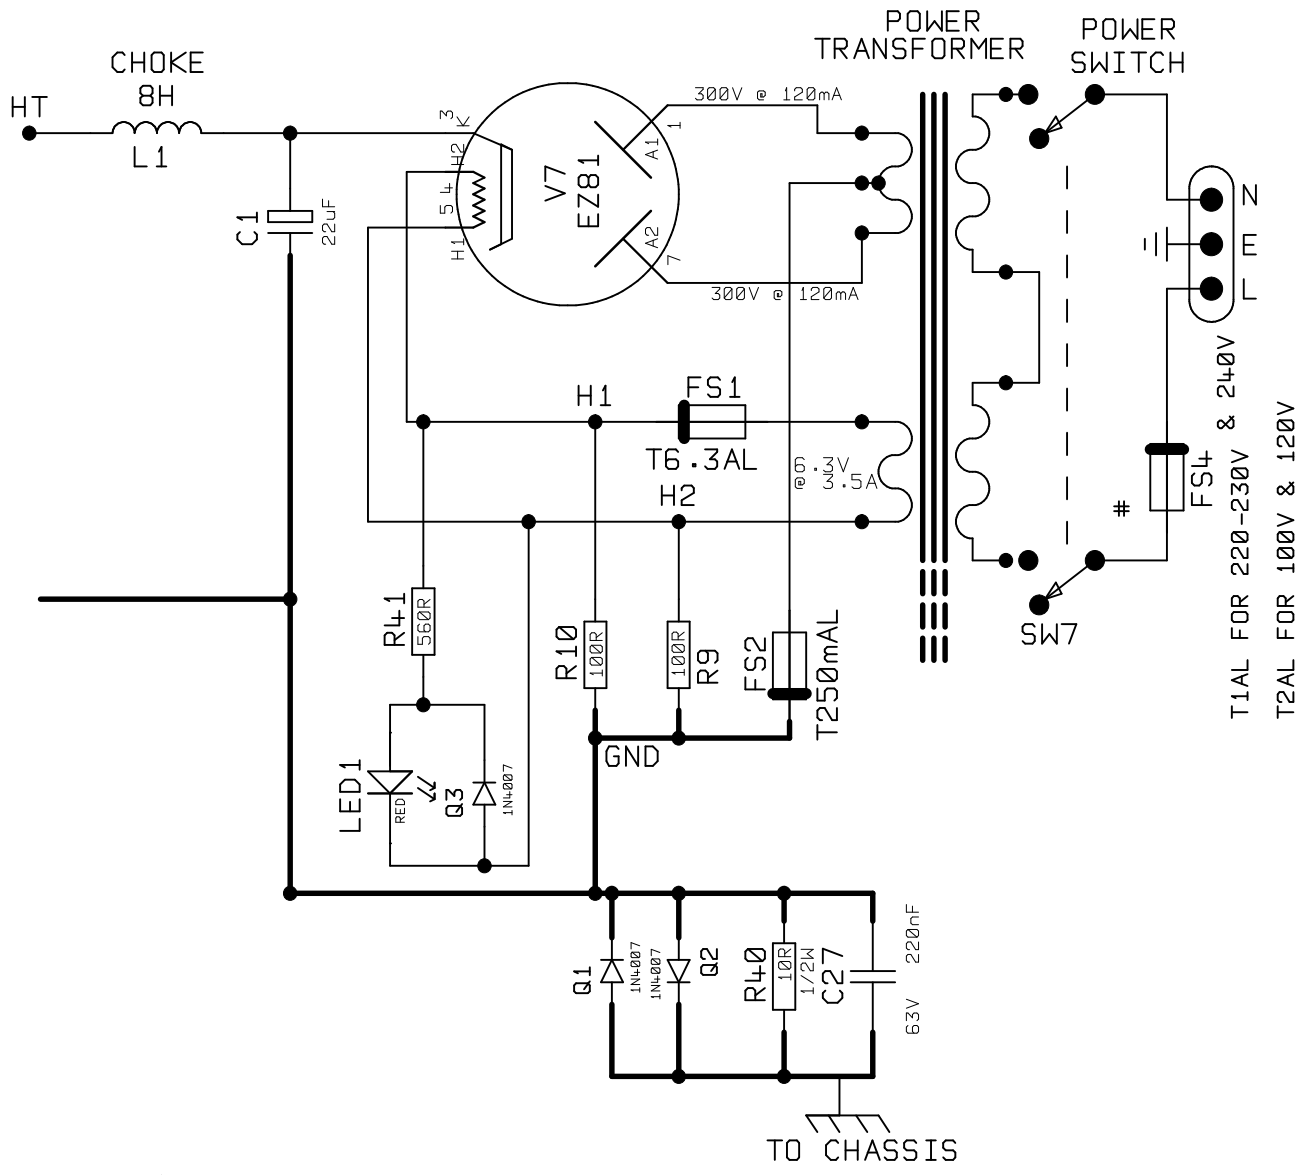 POWER
TRANSFORMER
POWER
SWITCH
CHOKE
8H
HT
L1
300V @ 120mA
3
K
1
A1
H2
4
5
H1
V7
EZ81
A2
7
300V @ 120mA
C1
22uF
N
E
L
H1
FS1
T6.3AL
6.3V
@ 3.5A
H2
#
FS4
T1AL FOR 220-230V & 240V
T2AL FOR 100V & 120V
SW7
R41
560R
R10
100R
100R
R9
FS2
T250mAL
GND
LED1
RED
Q3
1N4007
Q1
1N4007
1N4007
Q2
R40
10R
1/2W
C27
220nF
63V
TO CHASSIS